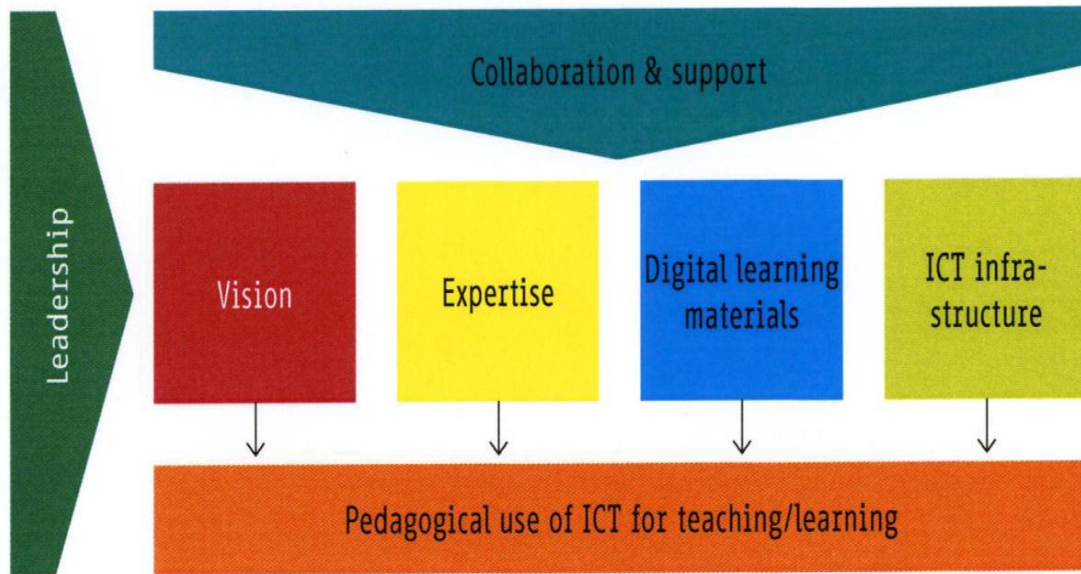 Collaboration & support
Leadership
Vision
Expertise
Digital learning
materials
ICT infra-
structure
Pedagogical use of ICT for teaching/learning